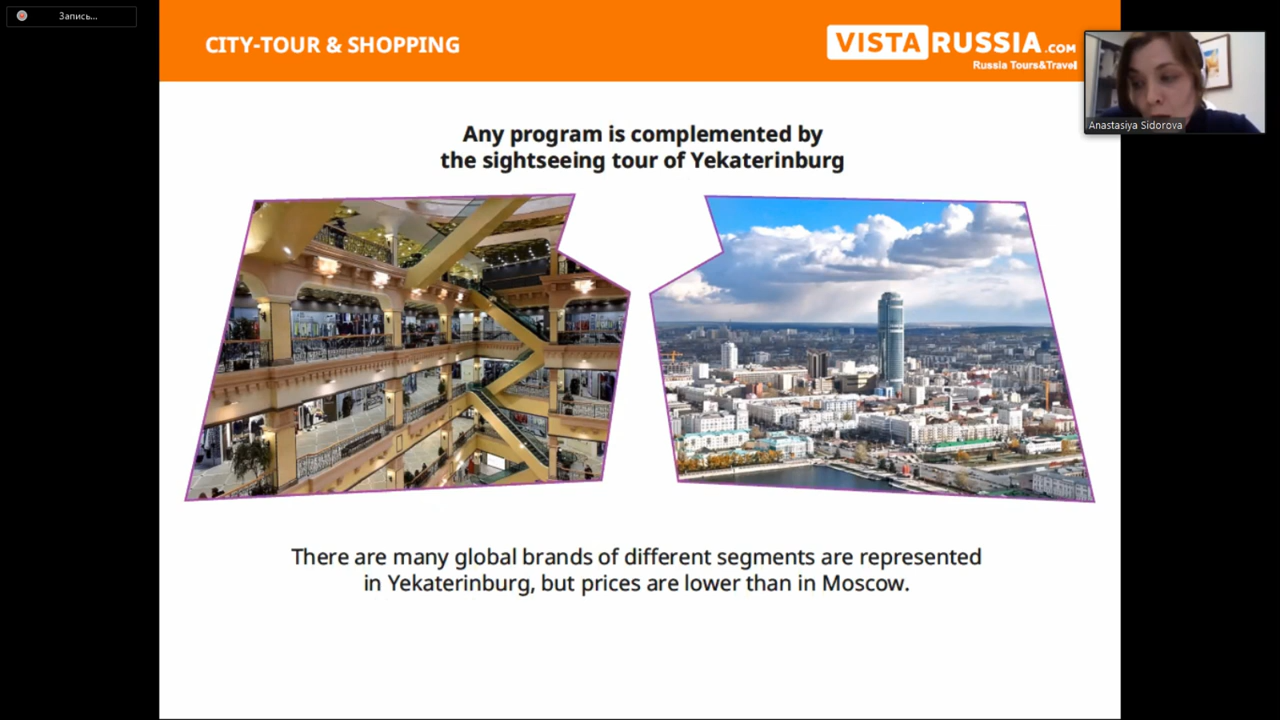 Запись...
CITY-TOUR & SHOPPING
VISTA RUSSIA .COM
Russia Tours&Travel
Anastasiya Sidorova
Any program is complemented by
the sightseeing tour of Yekaterinburg
There are many global brands of different segments are represented
in Yekaterinburg, but prices are lower than in Moscow.